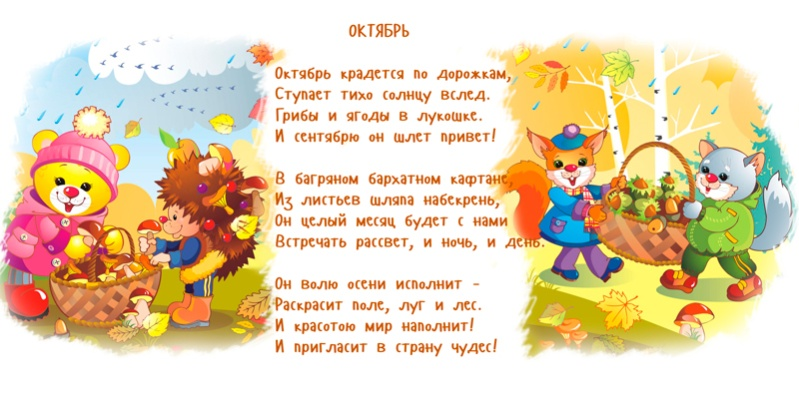 ОКТЯБРЬ
Октябрь крадется по дорожкам,
Ступает тихо солнцу вслед.
Грибы и ягоды в лукошке.
И сентябрю он шлет привет!
В багряном бархатном кафтане,
Из листьев шляпа набекрень,
Он целый месяц будет с нами
Встречать рассвет, и ночь, и день.
Он волю осени исполнит -
Раскрасит поле, луг и лес.
И красотою мир наполнит!
И пригласит в страну чудес!